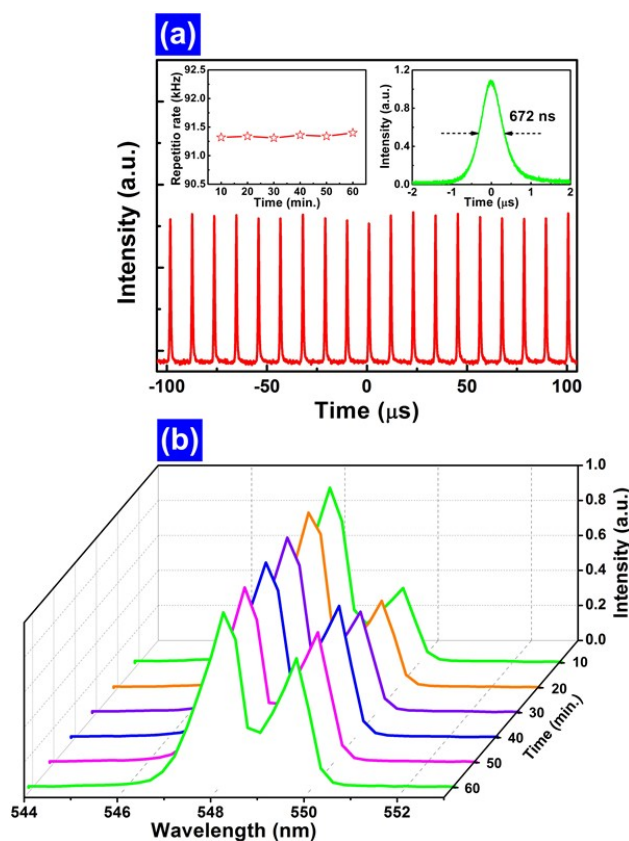 (a)
Intensity (a.u.)
Repetitio rate (kHz)
92.5
92.0
91.5
91.0
90.5
10 20 30 40 50 60
Time (min.)
Intensity (a.u.)
1.2
0.8
0.4
0.0
672 ns
-2 -1 0 1 2
Time (μs)
-100 -50 0 50 100
Time (μs)
(b)
1.0
0.8
0.6
0.4
0.2
0.0
Intensity (a.u.)
10
20
30
40
50
60
Time (min.)
544 546 548 550 552
Wavelength (nm)